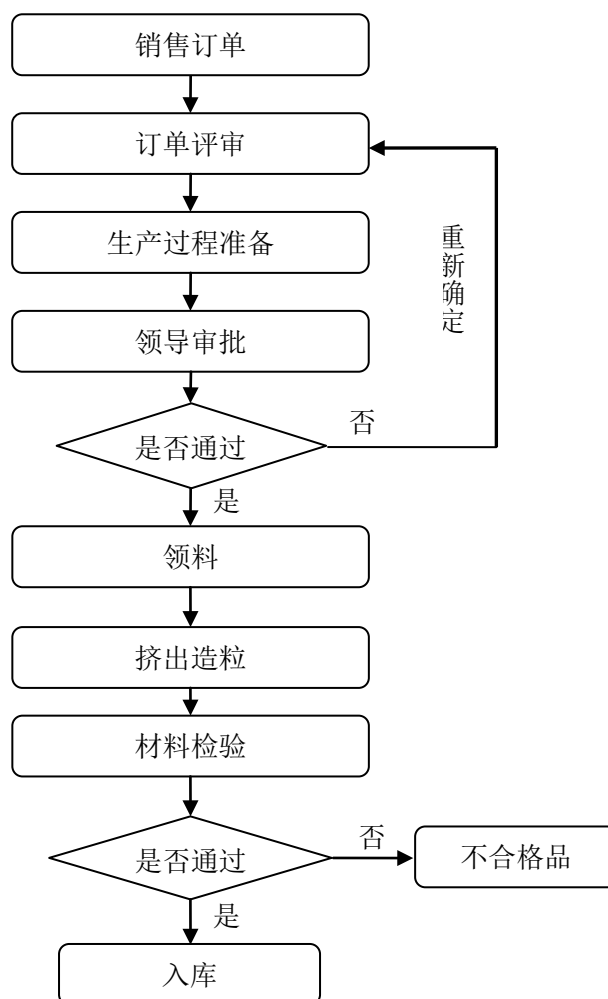 销售订单
订单评审
生产过程准备
重新确定
领导审批
是否通过
否
是
领料
挤出造粒
材料检验
是否通过
否
不合格品
是
入库